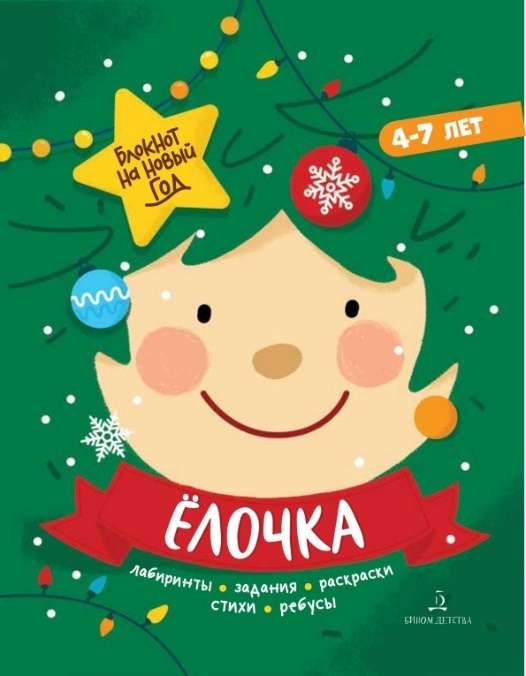 Блокнот
на новый
год
4-7 лет
ЁЛОЧКА
лабиринты • задания • раскраски
стихи • ребусы
БИНОМ ДЕТСТВА